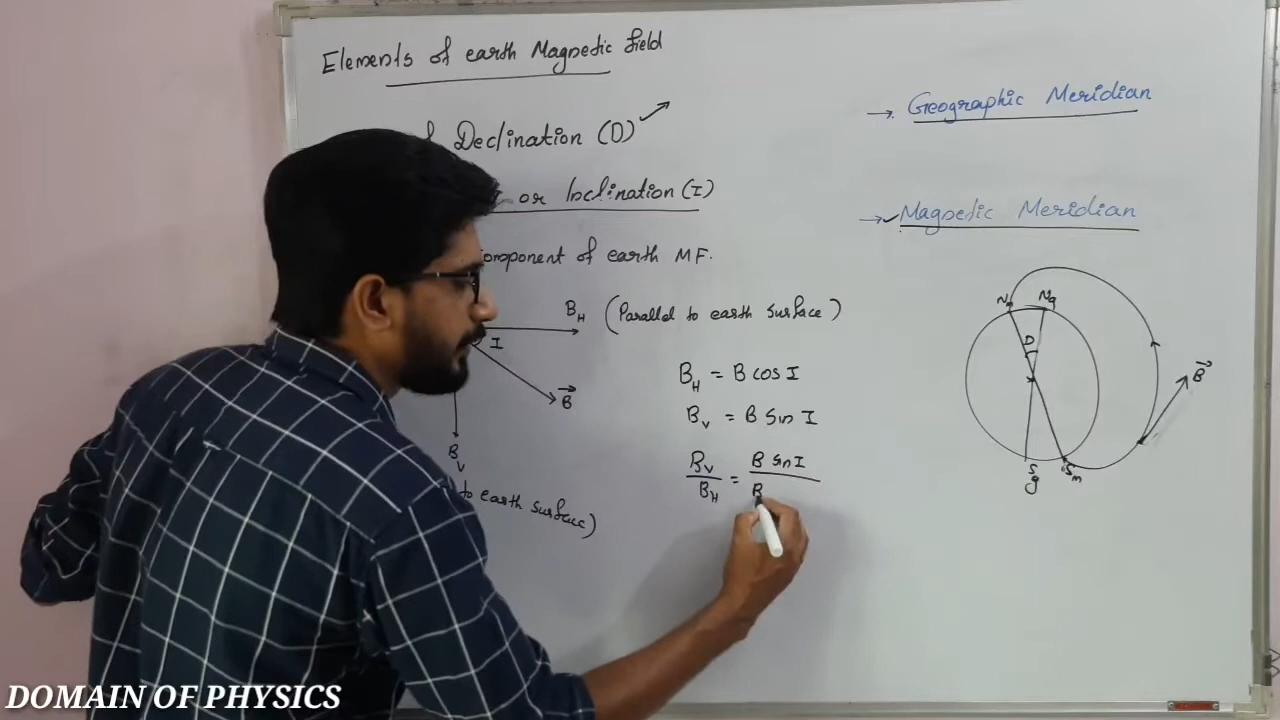 Elements of earth Magnetic field
Declination (D)
or Inclination (I)
component of earth MF.
B_H (Parallel to earth surface)
I
B⃗
B_V
to earth surface)
B_H = B cos I
B_V = B Sin I
B_V / B_H = B sin I / B
→ Geographic Meridian
→ Magnetic Meridian
N_m N_g
D
B⃗
S_g S_m
DOMAIN OF PHYSICS